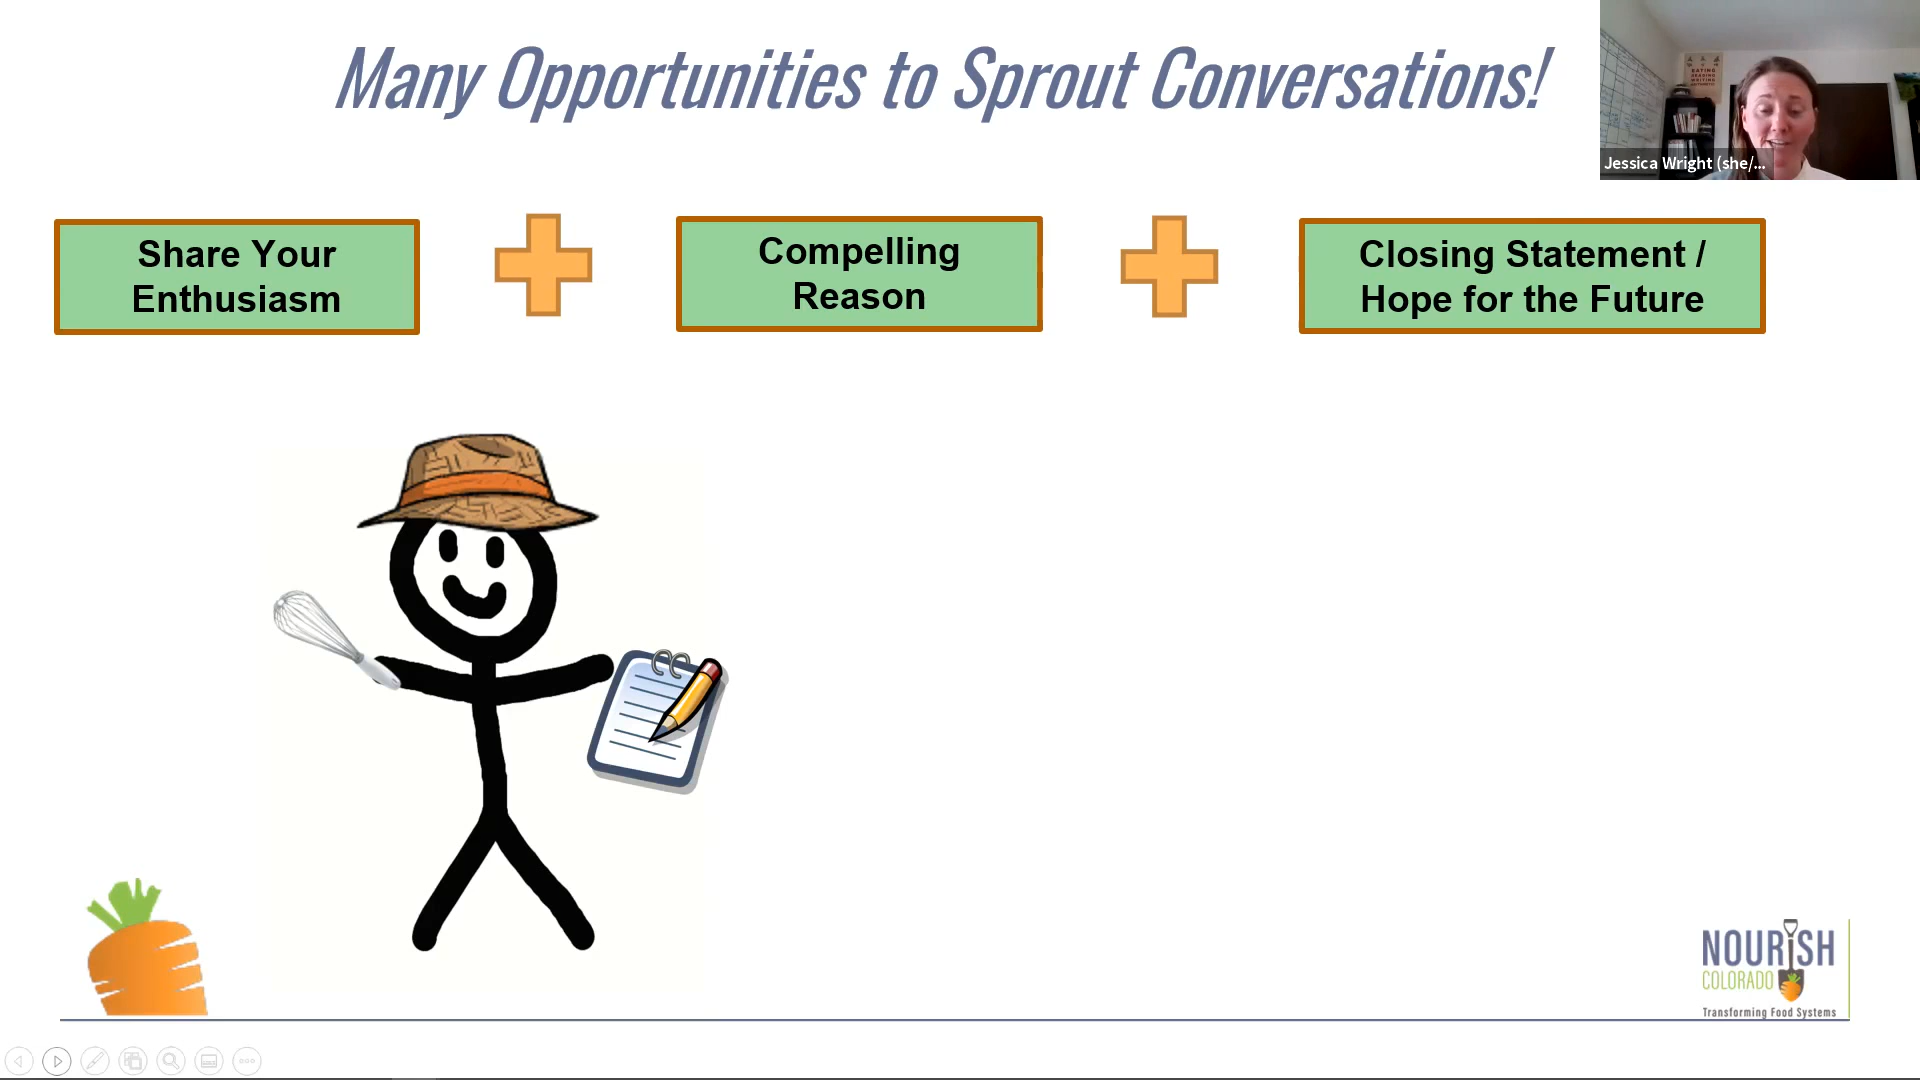 Many Opportunities to Sprout Conversations!
Jessica Wright (she/...
Share Your
Enthusiasm
Compelling
Reason
Closing Statement /
Hope for the Future
NOURISH
COLORADO
Transforming Food Systems